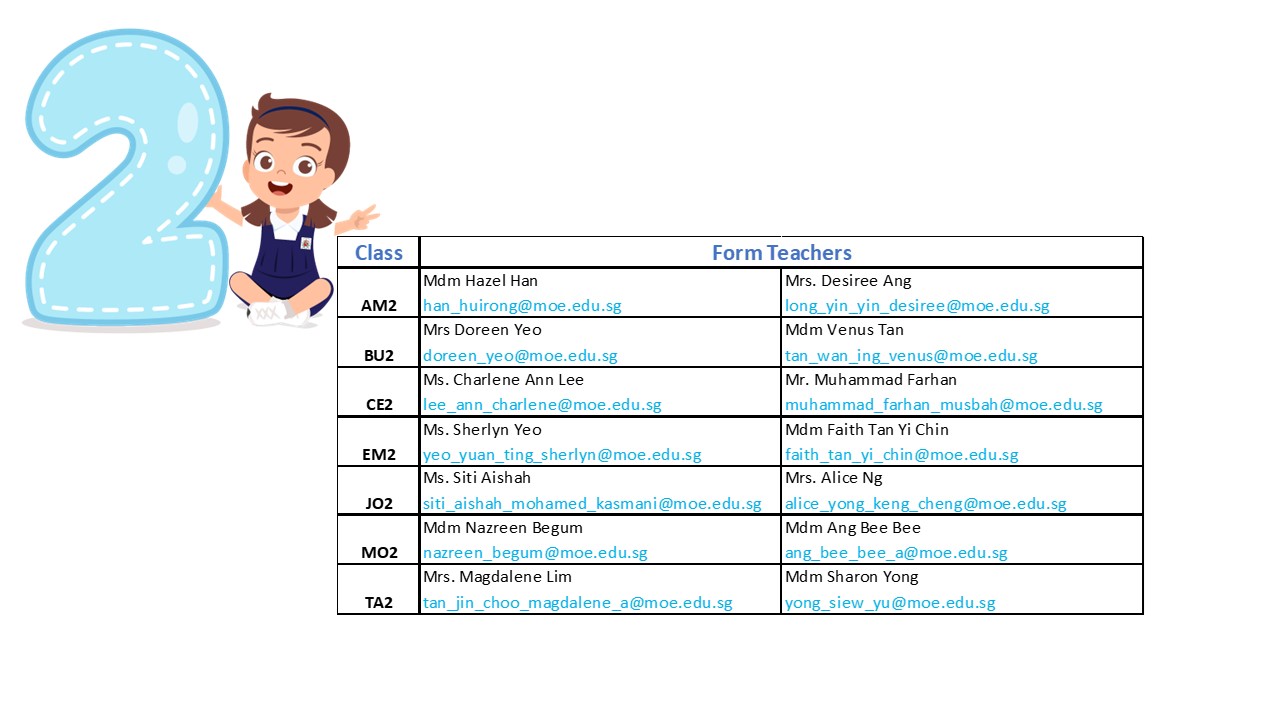 2
Class Form Teachers
Mdm Hazel Han Mrs. Desiree Ang
AM2 han_huirong@moe.edu.sg long_yin_yin_desiree@moe.edu.sg
Mrs Doreen Yeo Mdm Venus Tan
BU2 doreen_yeo@moe.edu.sg tan_wan_ing_venus@moe.edu.sg
Ms. Charlene Ann Lee Mr. Muhammad Farhan
CE2 lee_ann_charlene@moe.edu.sg muhammad_farhan_musbah@moe.edu.sg
Ms. Sherlyn Yeo Mdm Faith Tan Yi Chin
EM2 yeo_yuan_ting_sherlyn@moe.edu.sg faith_tan_yi_chin@moe.edu.sg
Ms. Siti Aishah Mrs. Alice Ng
JO2 siti_aishah_mohamed_kasmani@moe.edu.sg alice_yong_keng_cheng@moe.edu.sg
Mdm Nazreen Begum Mdm Ang Bee Bee
MO2 nazreen_begum@moe.edu.sg ang_bee_bee_a@moe.edu.sg
Mrs. Magdalene Lim Mdm Sharon Yong
TA2 tan_jin_choo_magdalene_a@moe.edu.sg yong_siew_yu@moe.edu.sg